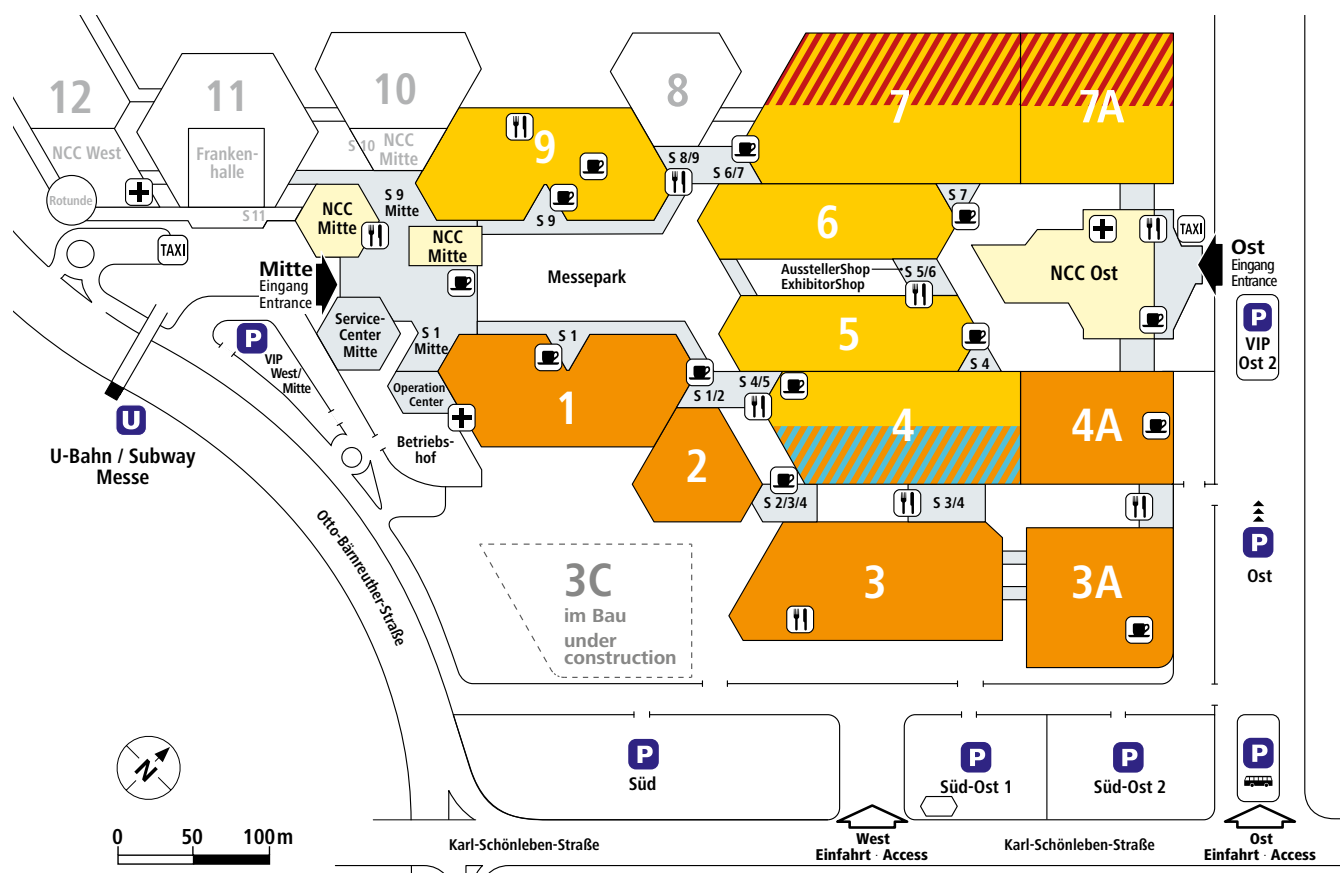 12
11
10
8
7
7A
NCC West
Franken-
halle
S 10
NCC
Mitte
9
S 8/9
S 6/7
Rotunde
S 11
NCC
Mitte
S 9
Mitte
S 9
6
S 7
TAXI
NCC
Mitte
TAXI
Mitte
Eingang
Entrance
Messepark
AusstellerShop
ExhibitorShop
S 5/6
NCC Ost
Ost
Eingang
Entrance
P
VIP
West/
Mitte
Service-
Center
Mitte
S 1
Mitte
S 1
5
S 4
P
VIP
Ost 2
Operation
Center
1
S 1/2
S 4/5
4
4A
U
U-Bahn / Subway
Messe
Betriebs-
hof
2
S 2/3/4
S 3/4
P
Ost
Otto-Bärnreuther-Straße
3C
im Bau
under
construction
3
3A
N
P
Süd
P
Süd-Ost 1
P
Süd-Ost 2
P
0 50 100 m
Karl-Schönleben-Straße
West
Einfahrt · Access
Karl-Schönleben-Straße
Ost
Einfahrt · Access